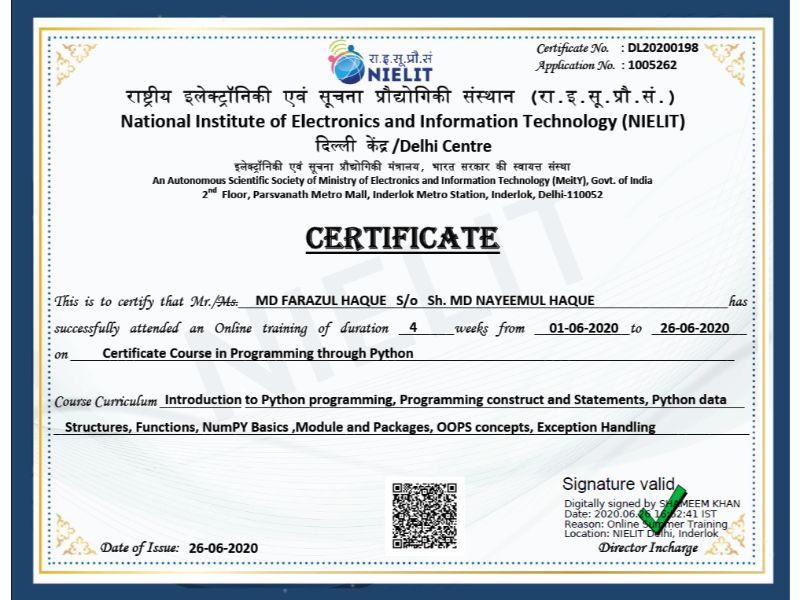 रा.इ.सू.प्रौ.सं
NIELIT
Certificate No. : DL20200198
Application No. : 1005262
राष्ट्रीय इलेक्ट्रॉनिकी एवं सूचना प्रौद्योगिकी संस्थान (रा.इ.सू.प्रौ.सं.)
National Institute of Electronics and Information Technology (NIELIT)
दिल्ली केंद्र /Delhi Centre
इलेक्ट्रॉनिकी एवं सूचना प्रौद्योगिकी मंत्रालय, भारत सरकार की स्वायत्त संस्था
An Autonomous Scientific Society of Ministry of Electronics and Information Technology (MeitY), Govt. of India
2nd Floor, Parsvanath Metro Mall, Inderlok Metro Station, Inderlok, Delhi-110052
CERTIFICATE
This is to certify that Mr./Ms. MD FARAZUL HAQUE S/o Sh. MD NAYEEMUL HAQUE has
successfully attended an Online training of duration 4 weeks from 01-06-2020 to 26-06-2020
on Certificate Course in Programming through Python
Course Curriculum Introduction to Python programming, Programming construct and Statements, Python data
Structures, Functions, NumPY Basics ,Module and Packages, OOPS concepts, Exception Handling
NIELIT
Signature valid
Digitally signed by SHAMEEM KHAN
Date: 2020.06.26 16:52:41 IST
Reason: Online Summer Training
Location: NIELIT Delhi, Inderlok
Director Incharge
Date of Issue: 26-06-2020